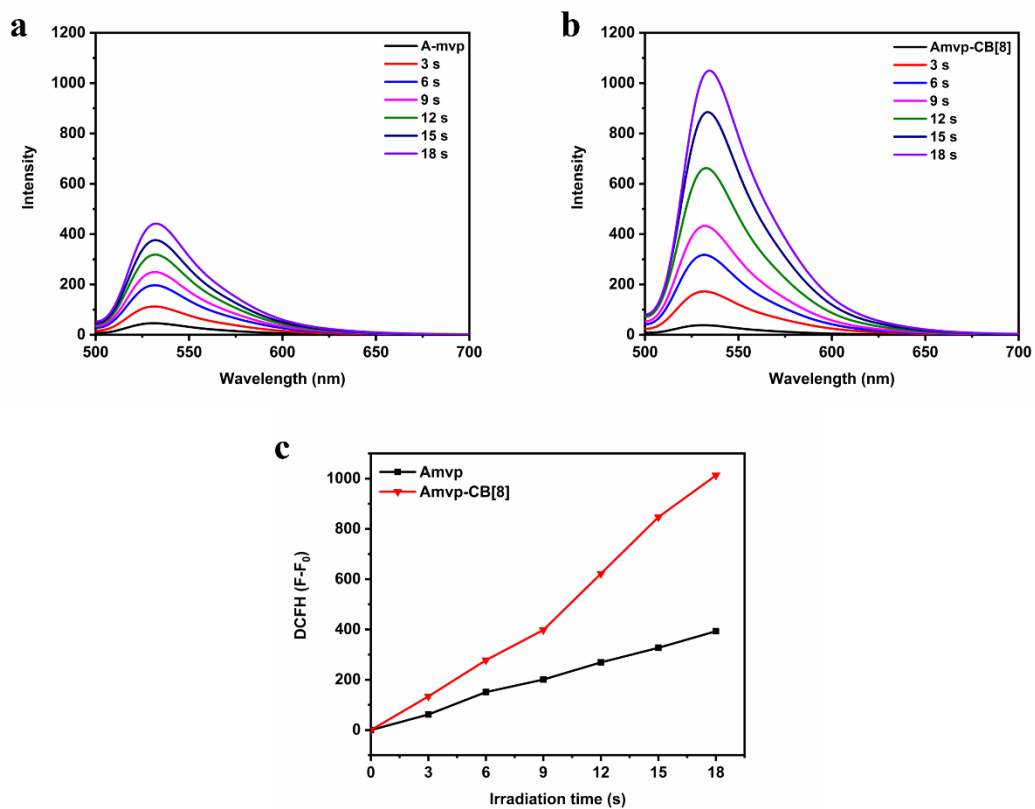 a
1200
1000
800
600
400
200
0
Intensity
A-mvp
3 s
6 s
9 s
12 s
15 s
18 s
500 550 600 650 700
Wavelength (nm)
b
1200
1000
800
600
400
200
0
Intensity
Amvp-CB[8]
3 s
6 s
9 s
12 s
15 s
18 s
500 550 600 650 700
Wavelength (nm)
c
1000
800
600
400
200
0
DCFH (F-F₀)
Amvp
Amvp-CB[8]
0 3 6 9 12 15 18
Irradiation time (s)